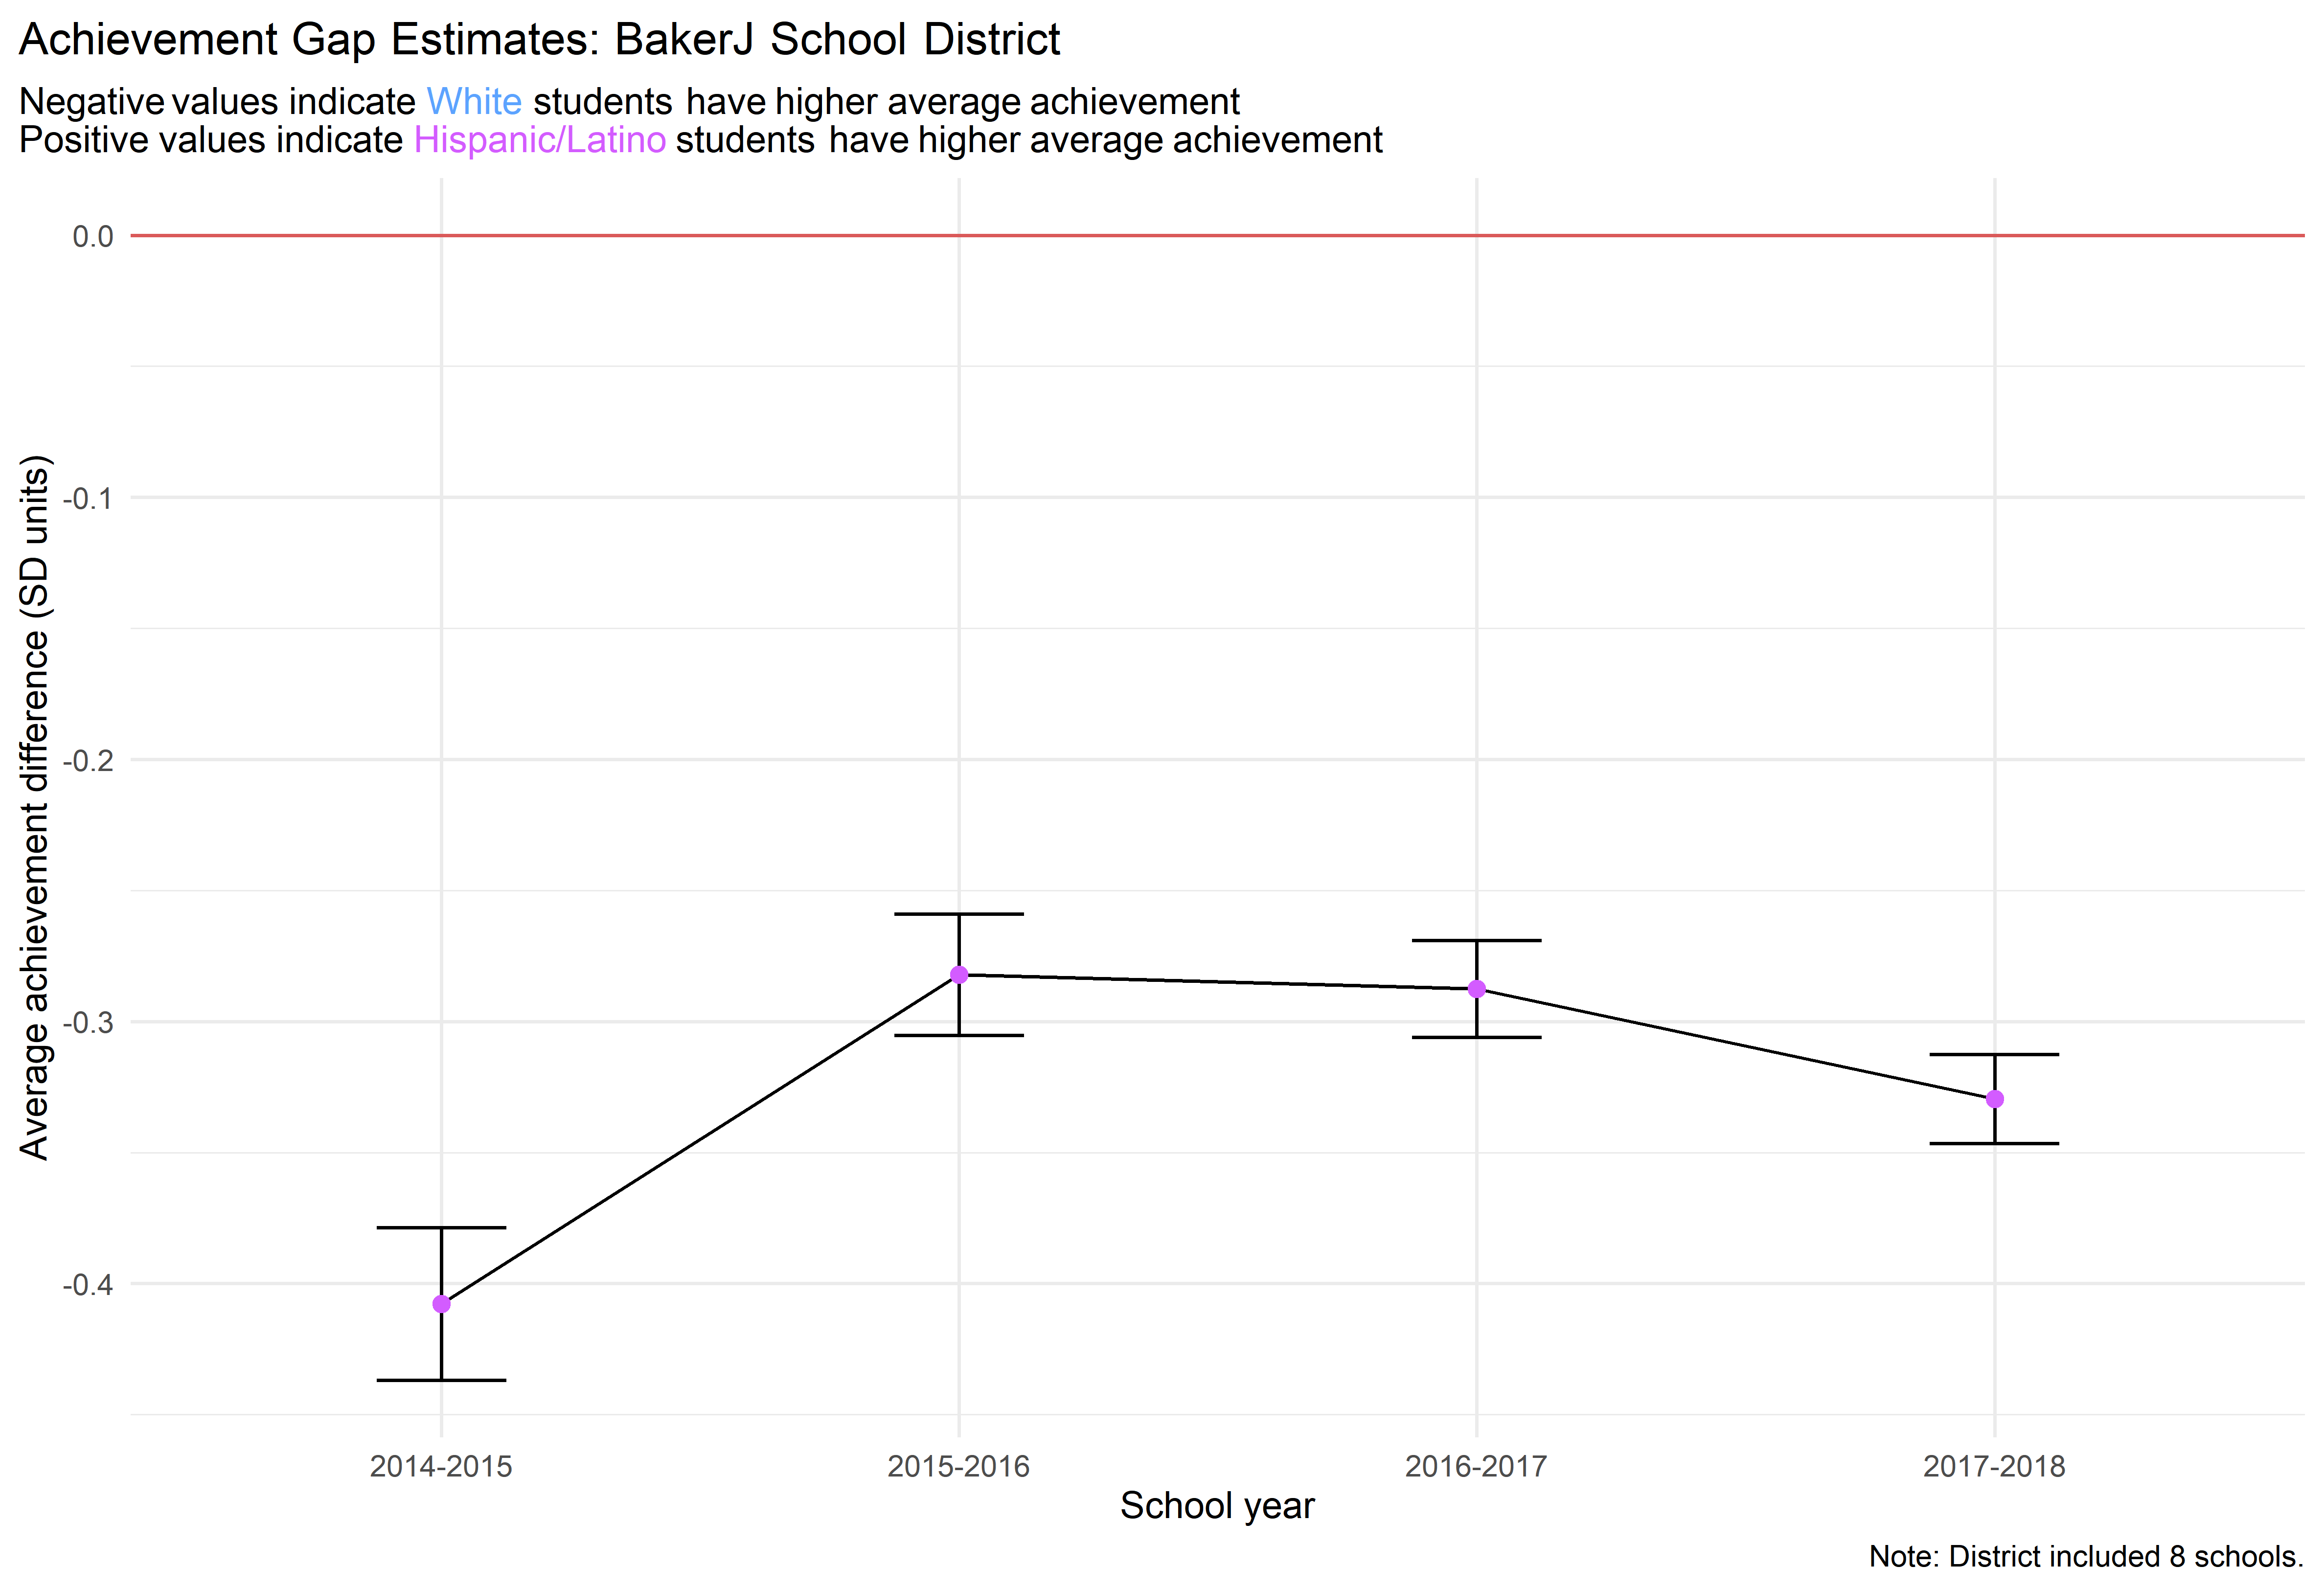 Achievement Gap Estimates: BakerJ School District
Negative values indicate White students have higher average achievement
Positive values indicate Hispanic/Latino students have higher average achievement
Average achievement difference (SD units)
0.0
-0.1
-0.2
-0.3
-0.4
2014-2015
2015-2016
2016-2017
2017-2018
School year
Note: District included 8 schools.